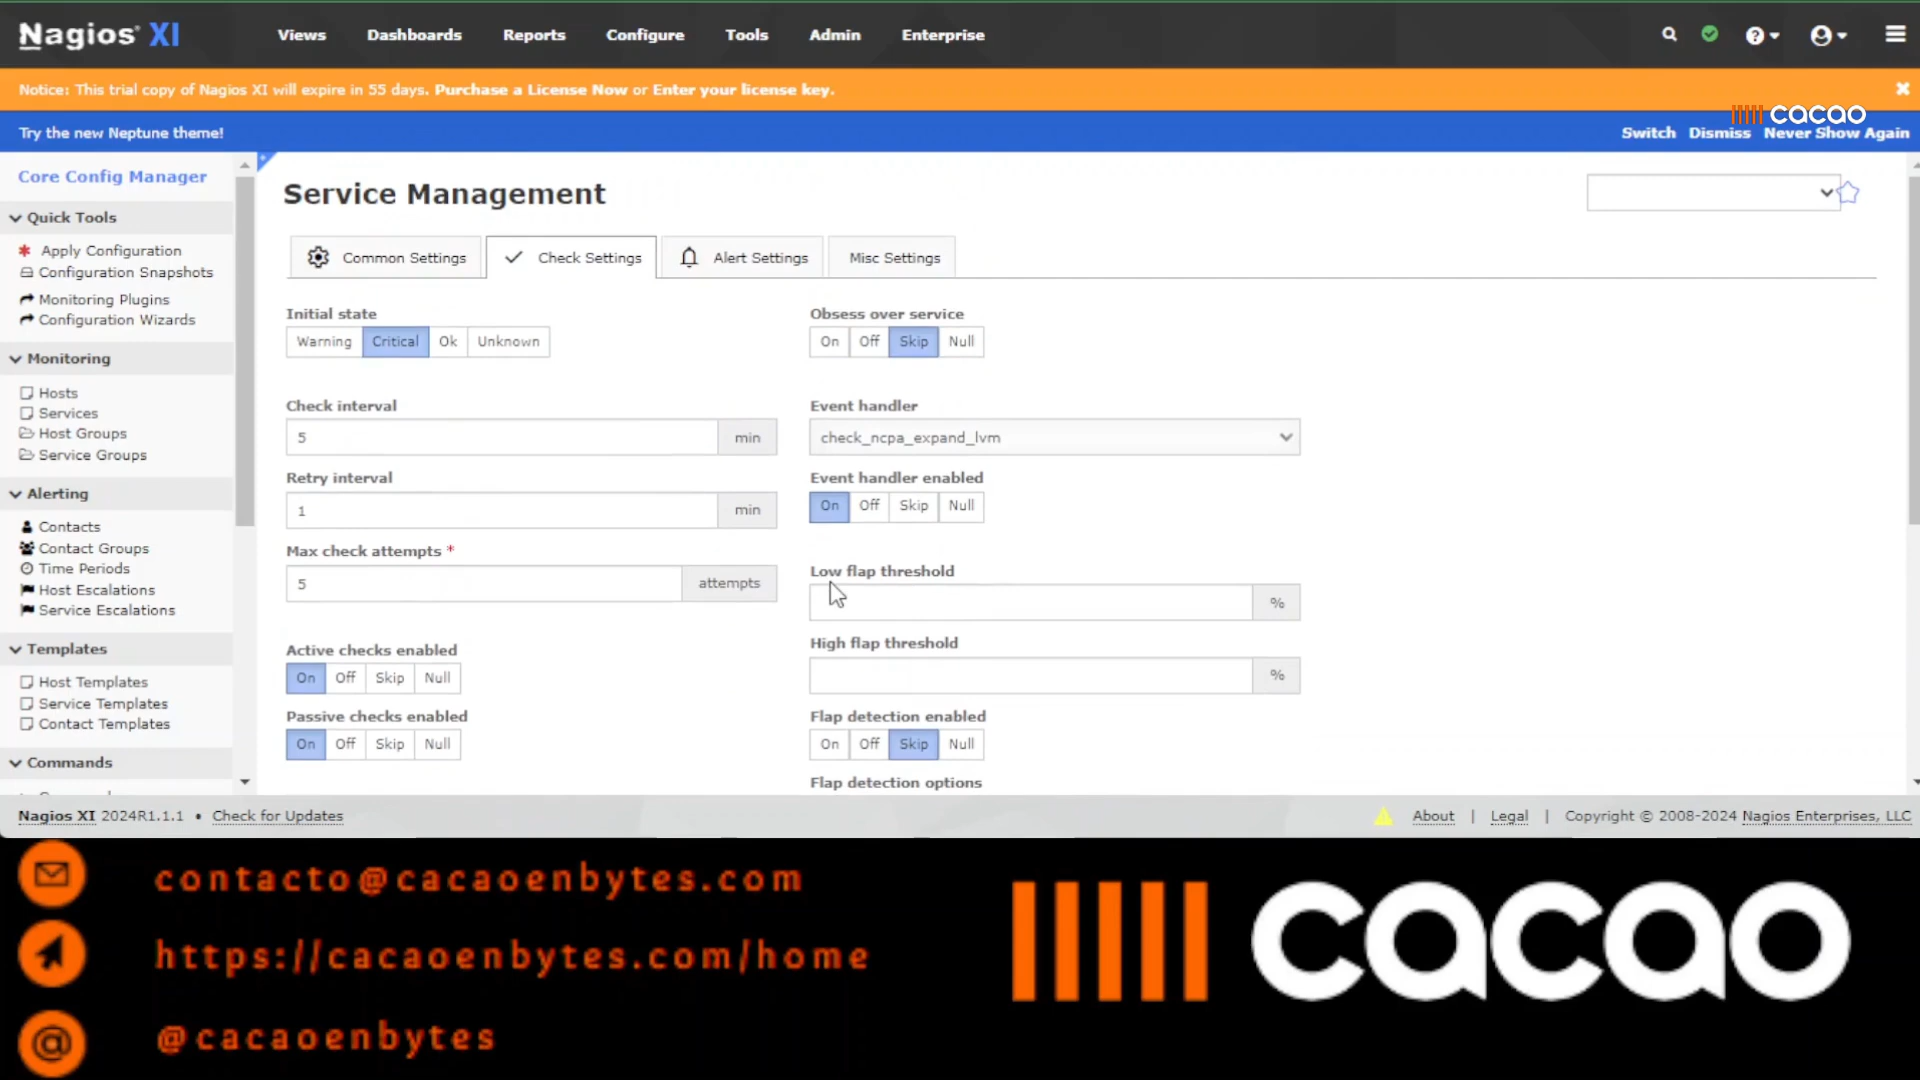 Nagios® XI
Views Dashboards Reports Configure Tools Admin Enterprise
Notice: This trial copy of Nagios XI will expire in 55 days. Purchase a License Now or Enter your license key.
cacao
Try the new Neptune theme!
Switch Dismiss Never Show Again
Core Config Manager
Quick Tools
Apply Configuration
Configuration Snapshots
Monitoring Plugins
Configuration Wizards
Monitoring
Hosts
Services
Host Groups
Service Groups
Alerting
Contacts
Contact Groups
Time Periods
Host Escalations
Service Escalations
Templates
Host Templates
Service Templates
Contact Templates
Commands
Service Management
Common Settings Check Settings Alert Settings Misc Settings
Initial state
Warning Critical Ok Unknown
Check interval
5 min
Retry interval
1 min
Max check attempts *
5 attempts
Active checks enabled
On Off Skip Null
Passive checks enabled
On Off Skip Null
Obsess over service
On Off Skip Null
Event handler
check_ncpa_expand_lvm
Event handler enabled
On Off Skip Null
Low flap threshold
%
High flap threshold
%
Flap detection enabled
On Off Skip Null
Flap detection options
Nagios XI 2024R1.1.1 • Check for Updates
About | Legal | Copyright © 2008-2024 Nagios Enterprises, LLC
contacto@cacaoenbytes.com
https://cacaoenbytes.com/home
@cacaoenbytes
cacao